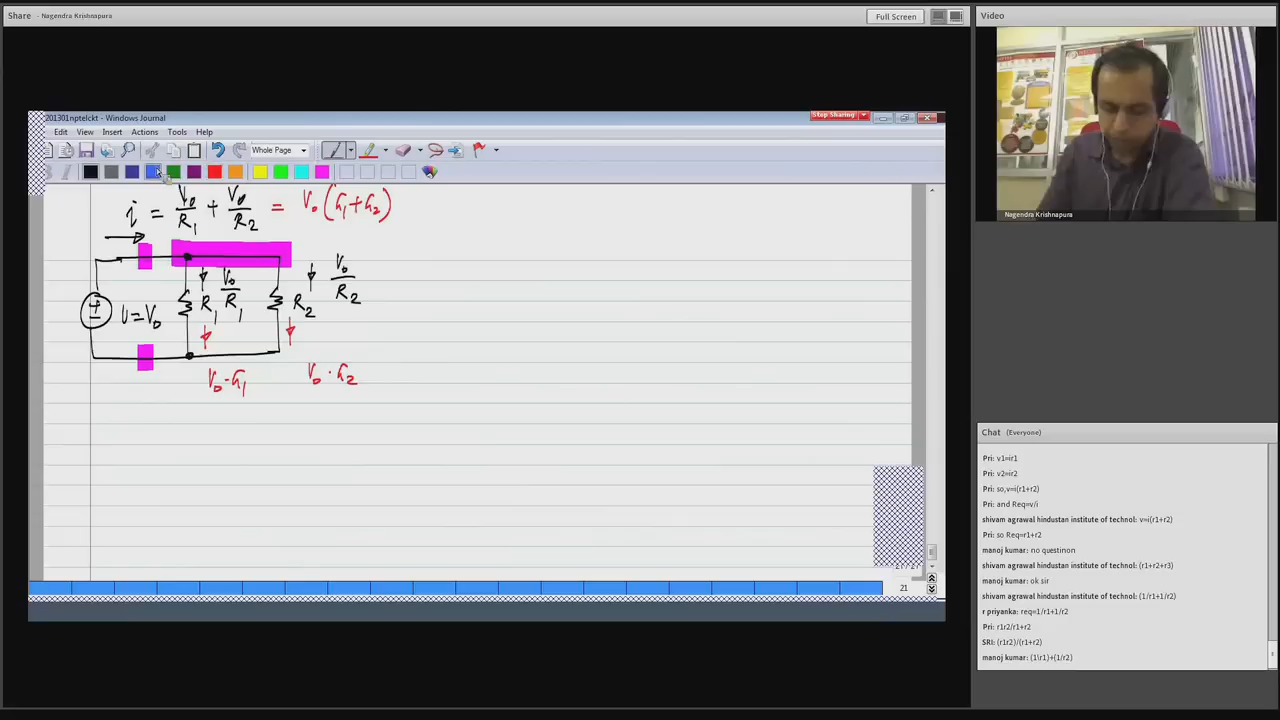 Share - Nagendra Krishnapura
Full Screen
Video
201301nptelckt - Windows Journal
Stop Sharing
Edit View Insert Actions Tools Help
Whole Page
i = V0/R1 + V0/R2 = V0(G1+G2)
V=V0
R1
V0/R1
R2
V0/R2
V0·G1
V0·G2
21
Nagendra Krishnapura
Chat (Everyone)
Pri: v1=ir1
Pri: v2=ir2
Pri: so,v=i(r1+r2)
Pri: and Req=v/i
shivam agrawal hindustan institute of technol: v=i(r1+r2)
Pri: so Req=r1+r2
manoj kumar: no questinon
shivam agrawal hindustan institute of technol: (r1+r2+r3)
manoj kumar: ok sir
shivam agrawal hindustan institute of technol: (1/r1+1/r2)
r priyanka: req=1/r1+1/r2
Pri: r1r2/r1+r2
SRI: (r1r2)/(r1+r2)
manoj kumar: (1\r1)+(1/r2)